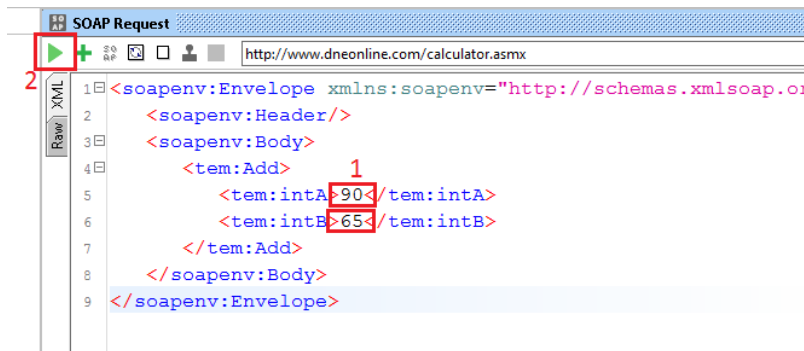 SOAP Request
http://www.dneonline.com/calculator.asmx
2
XML
Raw
1 <soapenv:Envelope xmlns:soapenv="http://schemas.xmlsoap.or
2 <soapenv:Header/>
3 <soapenv:Body>
4 <tem:Add>
1
5 <tem:intA>90</tem:intA>
6 <tem:intB>65</tem:intB>
7 </tem:Add>
8 </soapenv:Body>
9 </soapenv:Envelope>